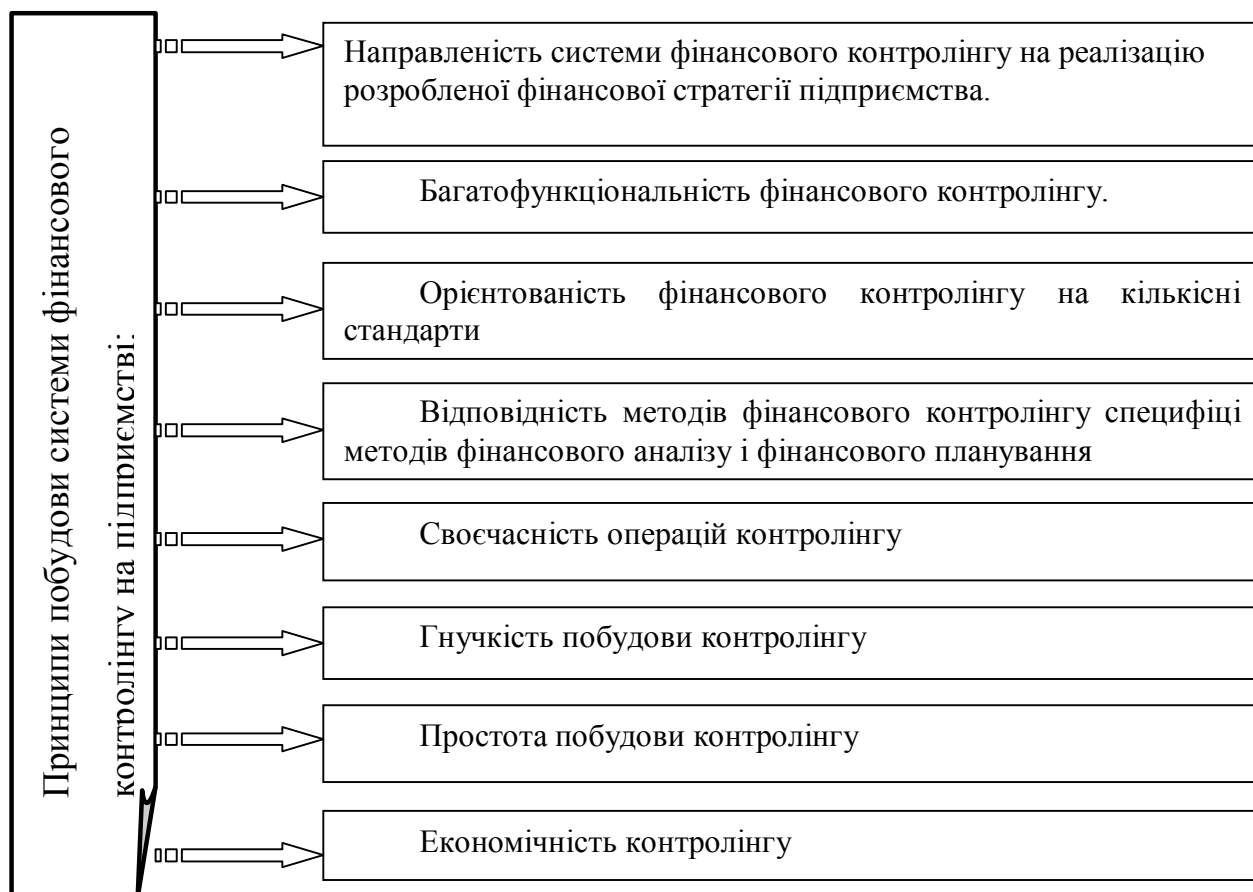 Принципи побудови системи фінансового
контролінгу на підприємстві:
Направленість системи фінансового контролінгу на реалізацію
розробленої фінансової стратегії підприємства.
Багатофункціональність фінансового контролінгу.
Орієнтованість фінансового контролінгу на кількісні
стандарти
Відповідність методів фінансового контролінгу специфіці
методів фінансового аналізу і фінансового планування
Своєчасність операцій контролінгу
Гнучкість побудови контролінгу
Простота побудови контролінгу
Економічність контролінгу